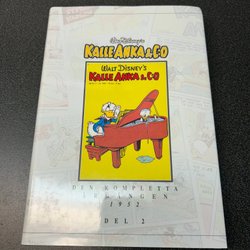 Walt Disney's
KALLE ANKA & CO
WALT DISNEY'S
KALLE ANKA & CO
DEN KOMPLETTA
ÅRGÅNGEN
1952
DEL 2